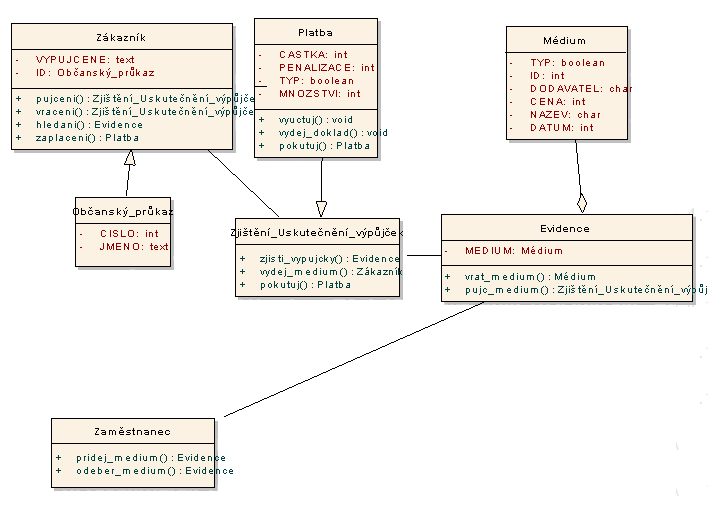 Zákazník
- VYPUJCENE: text
- ID: Občanský_průkaz
+ pujceni() : Zjištění_Uskutečnění_výpůjče
+ vraceni() : Zjištění_Uskutečnění_výpůjče
+ hledani() : Evidence
+ zaplaceni() : Platba
Platba
- CASTKA: int
- PENALIZACE: int
- TYP: boolean
- MNOZSTVI: int
+ vyuctuj() : void
+ vydej_doklad() : void
+ pokutuj() : Platba
Médium
- TYP: boolean
- ID: int
- DODAVATEL: char
- CENA: int
- NAZEV: char
- DATUM: int
Občanský_průkaz
- CISLO: int
- JMENO: text
Zjištění_Uskutečnění_výpůjček
+ zjisti_vypujcky() : Evidence
+ vydej_medium() : Zákazník
+ pokutuj() : Platba
Evidence
- MEDIUM: Médium
+ vrat_medium() : Médium
+ pujc_medium() : Zjištění_Uskutečnění_výpůj
Zaměstnanec
+ pridej_medium() : Evidence
+ odeber_medium() : Evidence